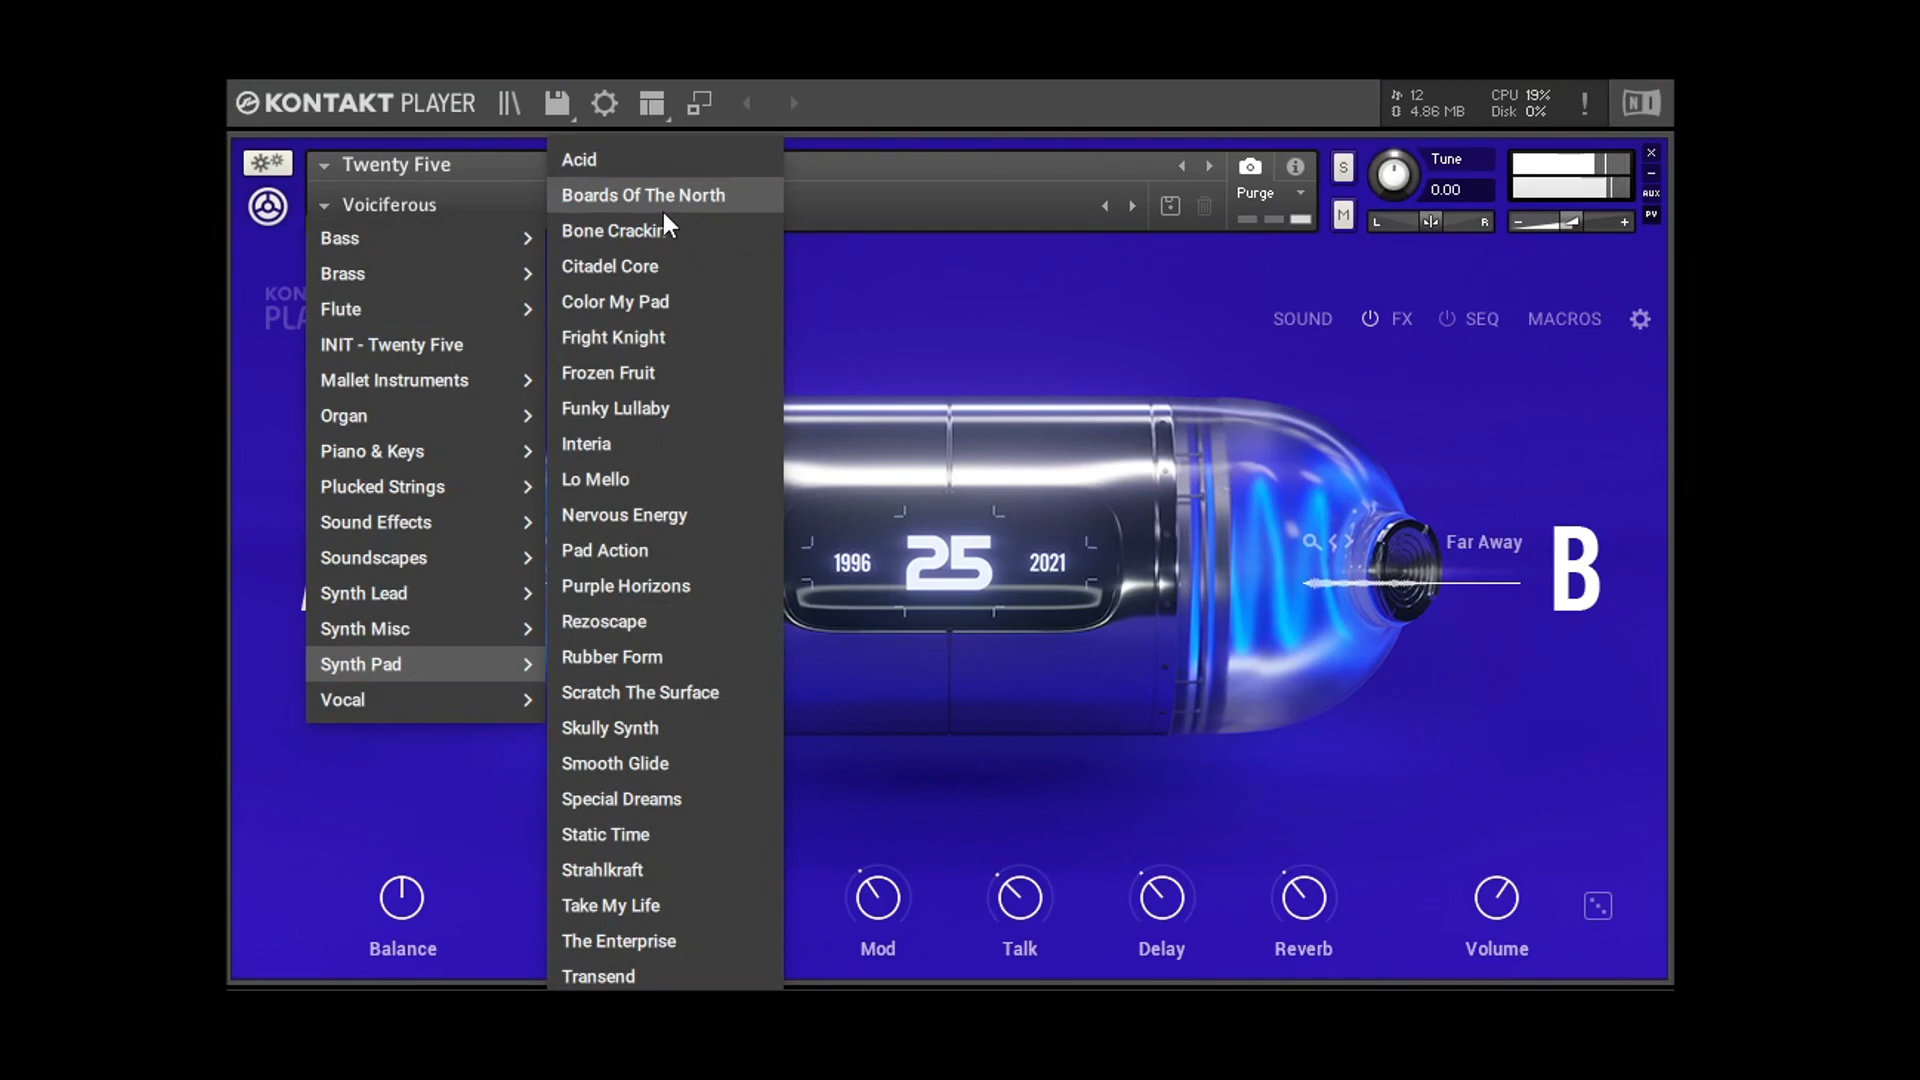 KONTAKT PLAYER
12
4.86 MB
CPU 19%
Disk 0%
!
NI
Twenty Five
Voiciferous
Purge
S
M
Tune
0.00
L R
- +
X
AUX
PV
Bass
Brass
Flute
INIT - Twenty Five
Mallet Instruments
Organ
Piano & Keys
Plucked Strings
Sound Effects
Soundscapes
Synth Lead
Synth Misc
Synth Pad
Vocal
Acid
Boards Of The North
Bone Crackin
Citadel Core
Color My Pad
Fright Knight
Frozen Fruit
Funky Lullaby
Interia
Lo Mello
Nervous Energy
Pad Action
Purple Horizons
Rezoscape
Rubber Form
Scratch The Surface
Skully Synth
Smooth Glide
Special Dreams
Static Time
Strahlkraft
Take My Life
The Enterprise
Transend
KON
PLA
SOUND FX SEQ MACROS
1996 25 2021
Far Away
B
Balance
Mod
Talk
Delay
Reverb
Volume